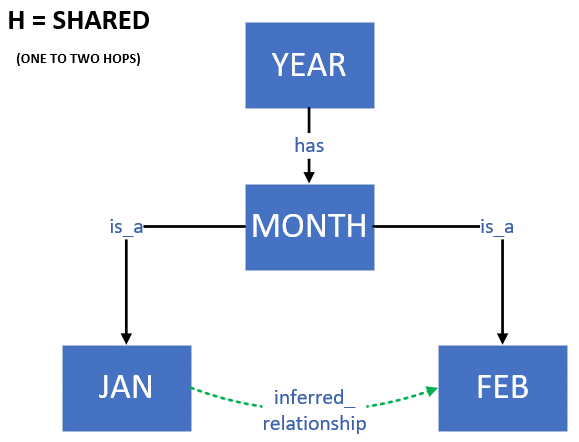 H = SHARED
(ONE TO TWO HOPS)
YEAR
has
MONTH
is_a
is_a
JAN
FEB
inferred_
relationship